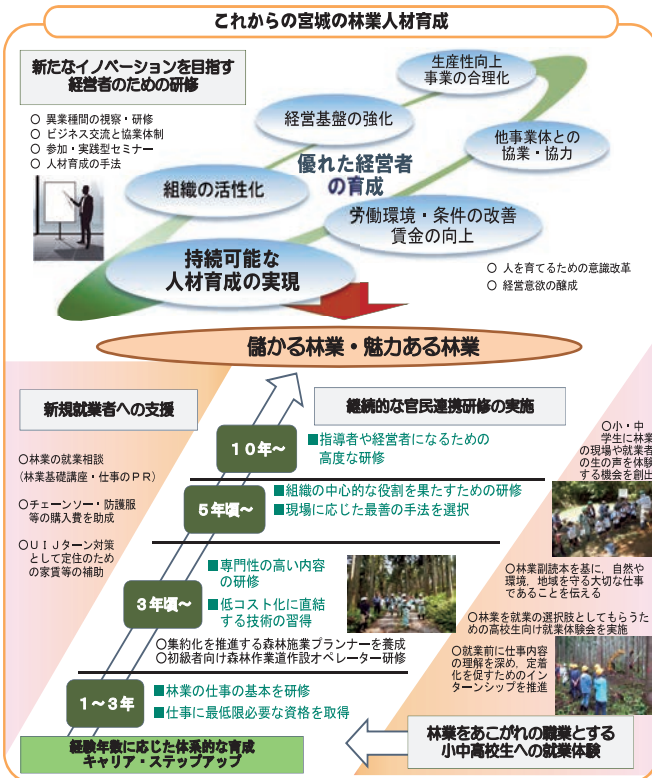 これからの宮城の林業人材育成
新たなイノベーションを目指す
経営者のための研修
○ 異業種間の視察・研修
○ ビジネス交流と協業体制
○ 参加・実践型セミナー
○ 人材育成の手法
生産性向上
事業の合理化
経営基盤の強化
他事業体との
協業・協力
優れた経営者
の育成
組織の活性化
労働環境・条件の改善
賃金の向上
持続可能な
人材育成の実現
○ 人を育てるための意識改革
○ 経営意欲の醸成
儲かる林業・魅力ある林業
新規就業者への支援
○林業の就業相談
(林業基礎講座・仕事のPR)
○チェーンソー・防護服
等の購入費を助成
○UIJターン対策
として定住のため
の家賃等の補助
継続的な官民連携研修の実施
10年～
■指導者や経営者になるための
高度な研修
5年頃～
■組織の中心的な役割を果たすための研修
■現場に応じた最善の手法を選択
3年頃～
■専門性の高い内容
の研修
■低コスト化に直結
する技術の習得
○集約化を推進する森林施業プランナーを養成
○初級者向け森林作業道作設オペレーター研修
1～3年
■林業の仕事の基本を研修
■仕事に最低限必要な資格を取得
経験年数に応じた体系的な育成
キャリア・ステップアップ
○小・中
学生に林業
の現場や就業者
の生の声を体験
する機会を創出
○林業副読本を基に，自然や
環境，地域を守る大切な仕事
であることを伝える
○林業を就業の選択肢としてもらうた
めの高校生向け就業体験会を実施
○就業前に仕事内容
の理解を深め，定着
化を促すためのイン
ターンシップを推進
林業をあこがれの職業とする
小中高校生への就業体験